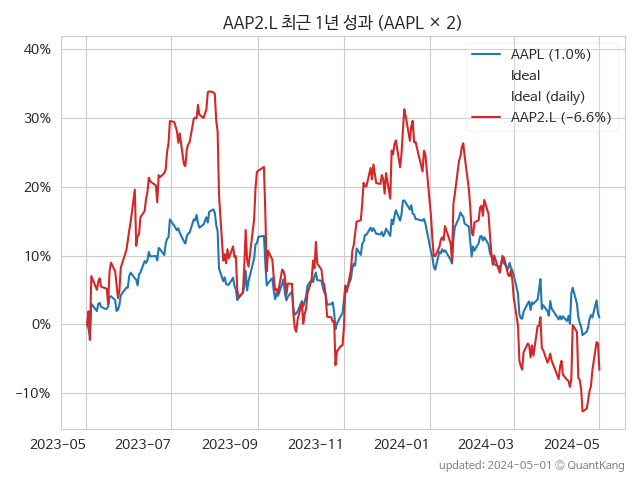 AAP2.L 최근 1년 성과 (AAPL × 2)
40%
30%
20%
10%
0%
−10%
AAPL (1.0%)
Ideal
Ideal (daily)
AAP2.L (−6.6%)
2023-05
2023-07
2023-09
2023-11
2024-01
2024-03
2024-05
updated: 2024-05-01 © QuantKang